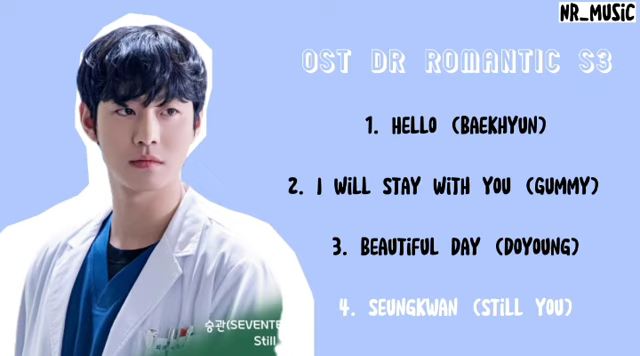 NR_MUSiC
OST DR ROMANTIC S3
1. HELLO (BAEKHYUN)
2. I WiLL STAY WiTH YOU (GUMMY)
3. BEAUTiFUL DAY (DOYOUNG)
4. SEUNGKWAN (STiLL YOU)
승관(SEVENTE
Still